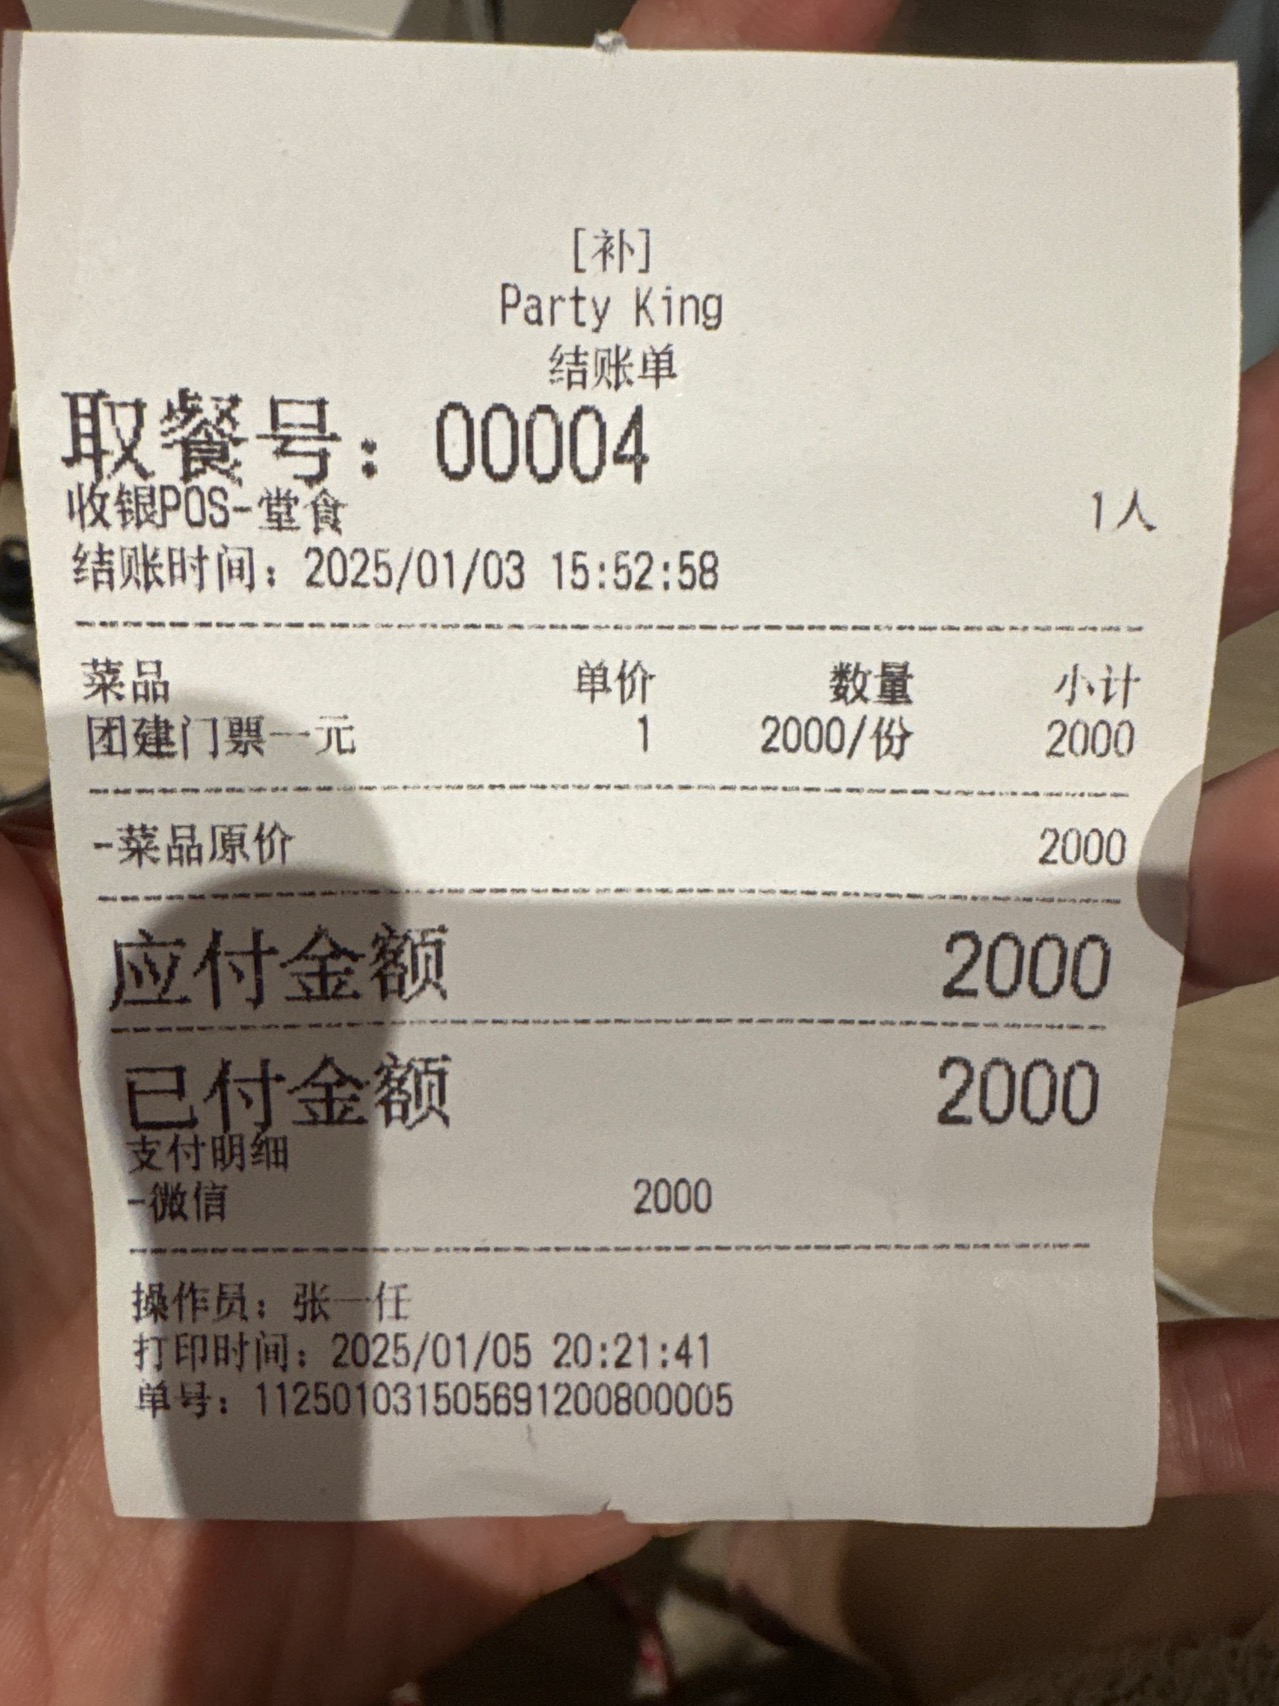 [补]
Party King
结账单
取餐号：00004
收银POS-堂食 1人
结账时间：2025/01/03 15:52:58
菜品 单价 数量 小计
团建门票一元 1 2000/份 2000
-菜品原价 2000
应付金额 2000
已付金额 2000
支付明细
-微信 2000
操作员：张一任
打印时间：2025/01/05 20:21:41
单号：112501031505691200800005